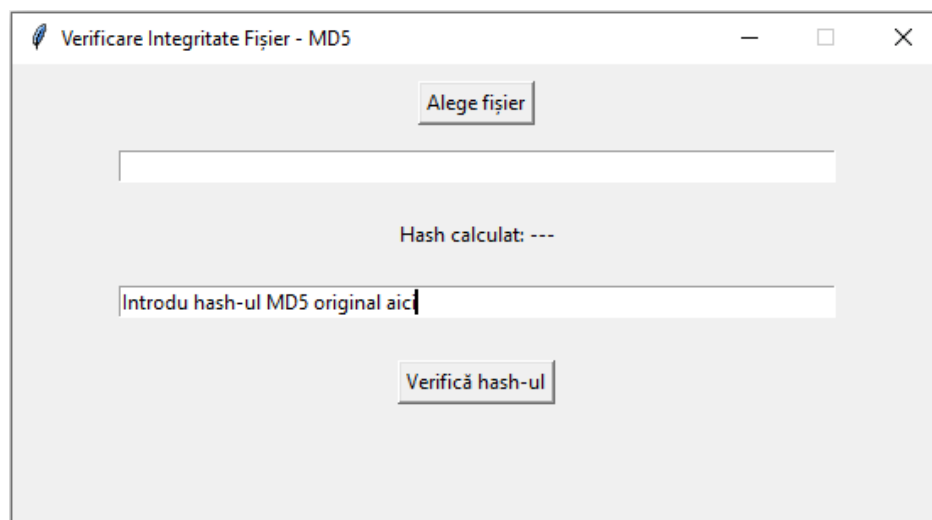 Verificare Integritate Fișier - MD5
Alege fișier
Hash calculat: ---
Introdu hash-ul MD5 original aici
Verifică hash-ul